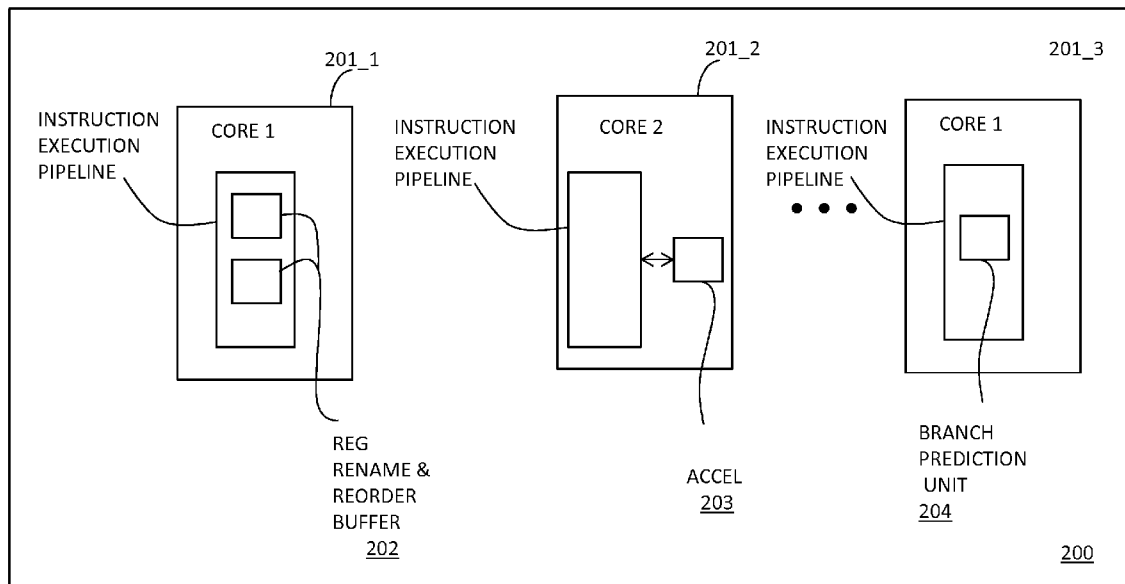 201_1
INSTRUCTION
EXECUTION
PIPELINE
CORE 1
REG
RENAME &
REORDER
BUFFER
202
201_2
INSTRUCTION
EXECUTION
PIPELINE
CORE 2
ACCEL
203
201_3
INSTRUCTION
EXECUTION
PIPELINE
CORE 1
BRANCH
PREDICTION
UNIT
204
200